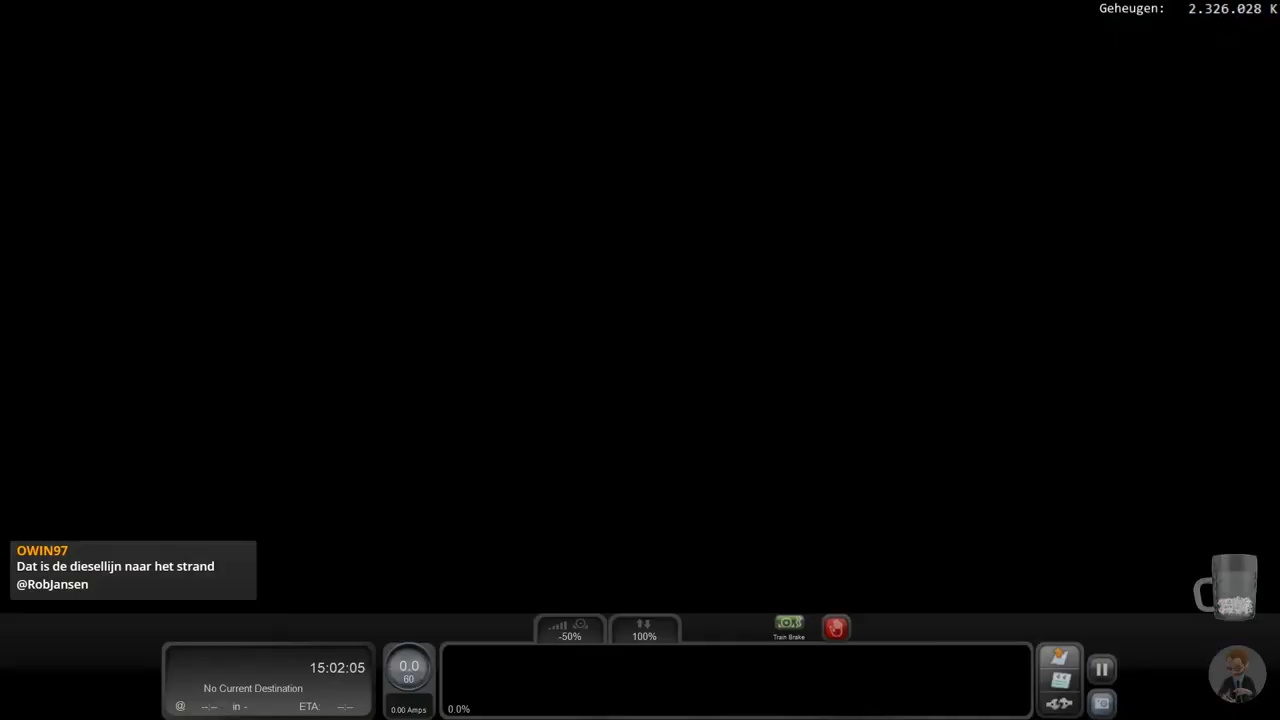 Geheugen: 2.326.028 K
OWIN97
Dat is de diesellijn naar het strand
@RobJansen
-50%
100%
Train Brake
15:02:05
No Current Destination
@ --:-- in - ETA: --:--
0.0
60
0.00 Amps
0.0%